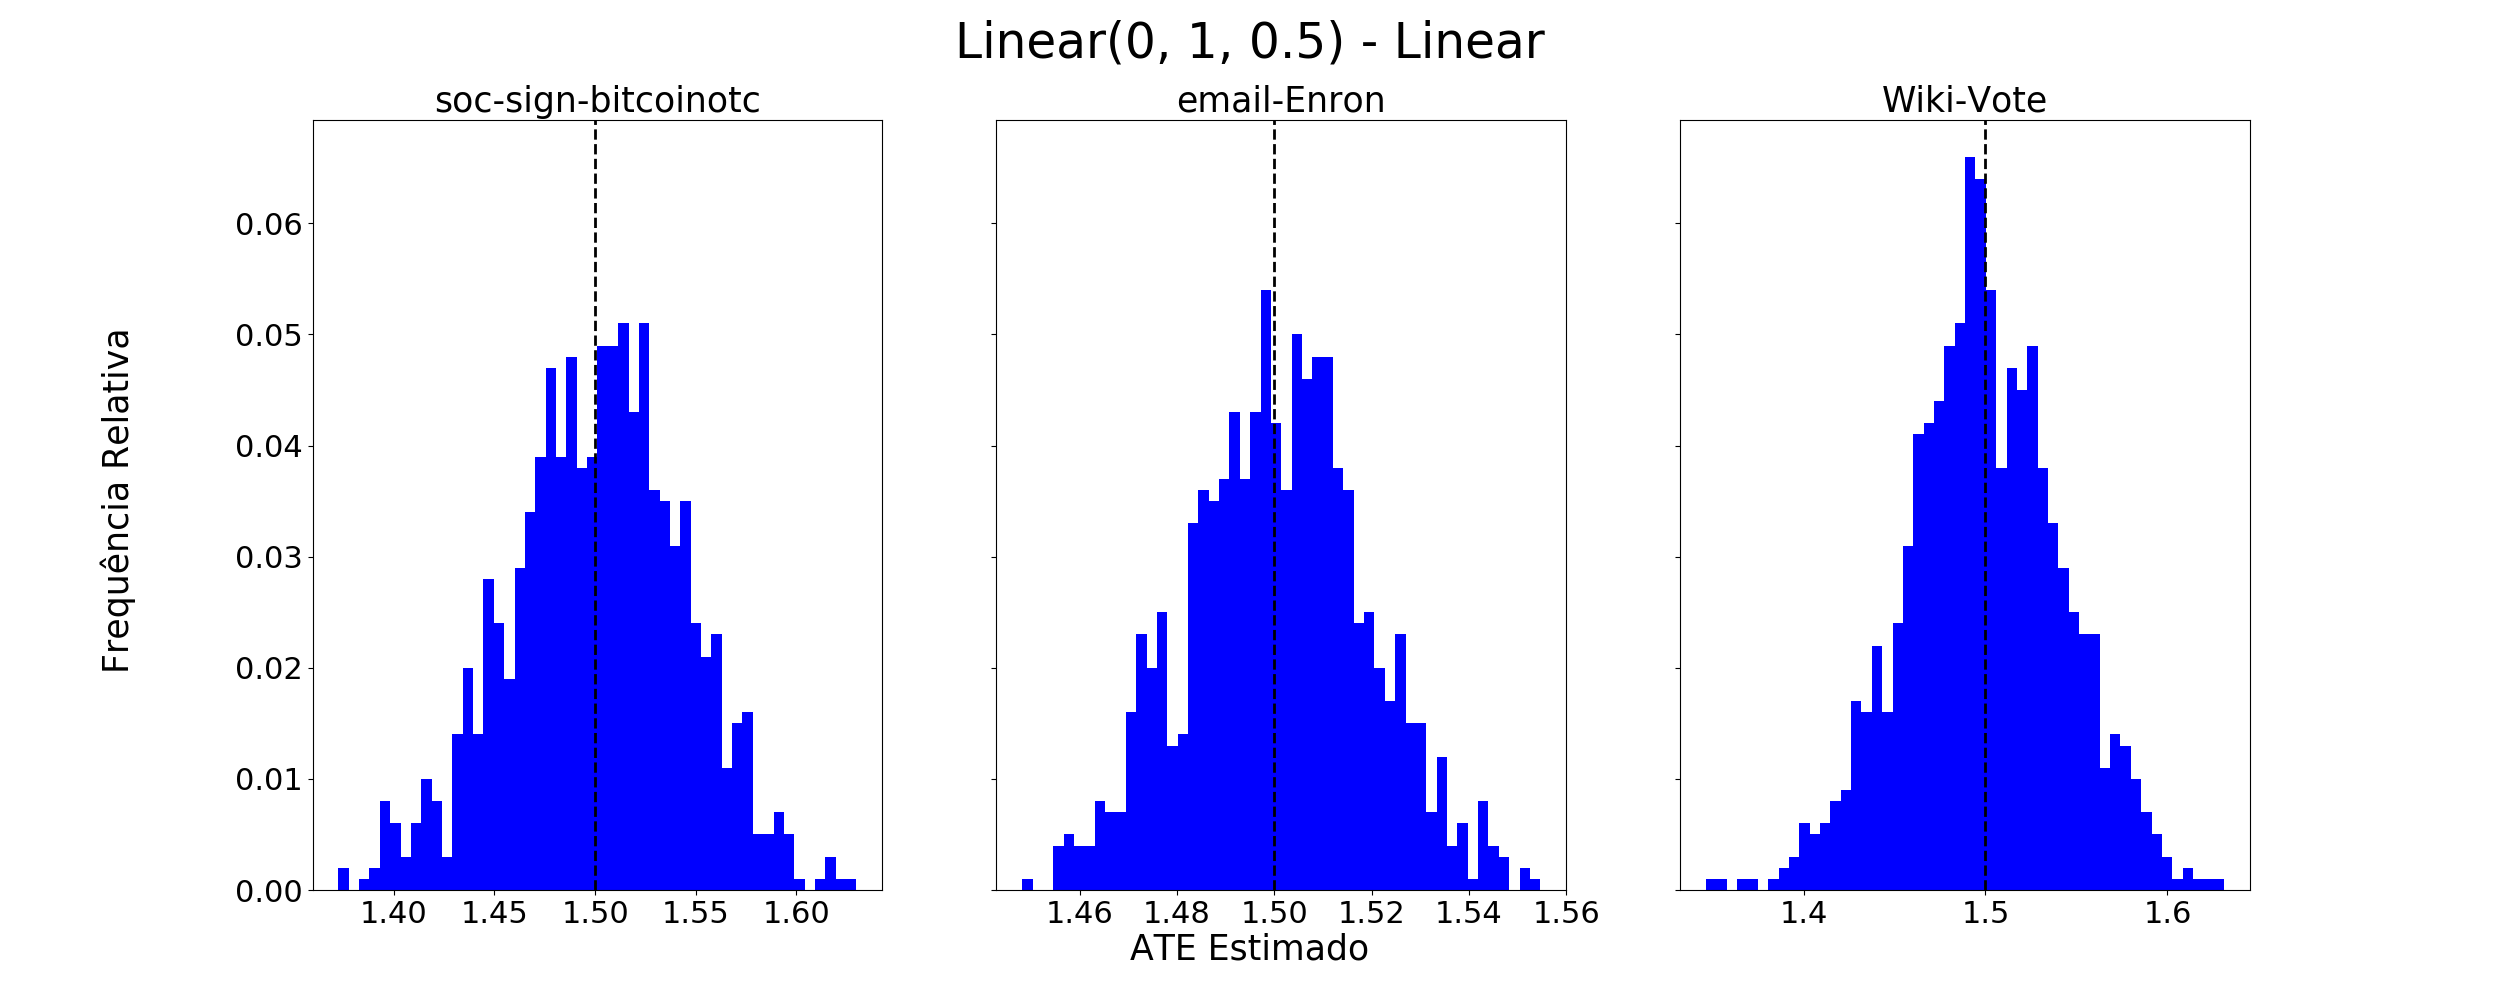 Linear(0, 1, 0.5) - Linear
soc-sign-bitcoinotc
email-Enron
Wiki-Vote
Frequência Relativa
0.06
0.05
0.04
0.03
0.02
0.01
0.00
1.40 1.45 1.50 1.55 1.60
1.46 1.48 1.50 1.52 1.54 1.56
1.4 1.5 1.6
ATE Estimado